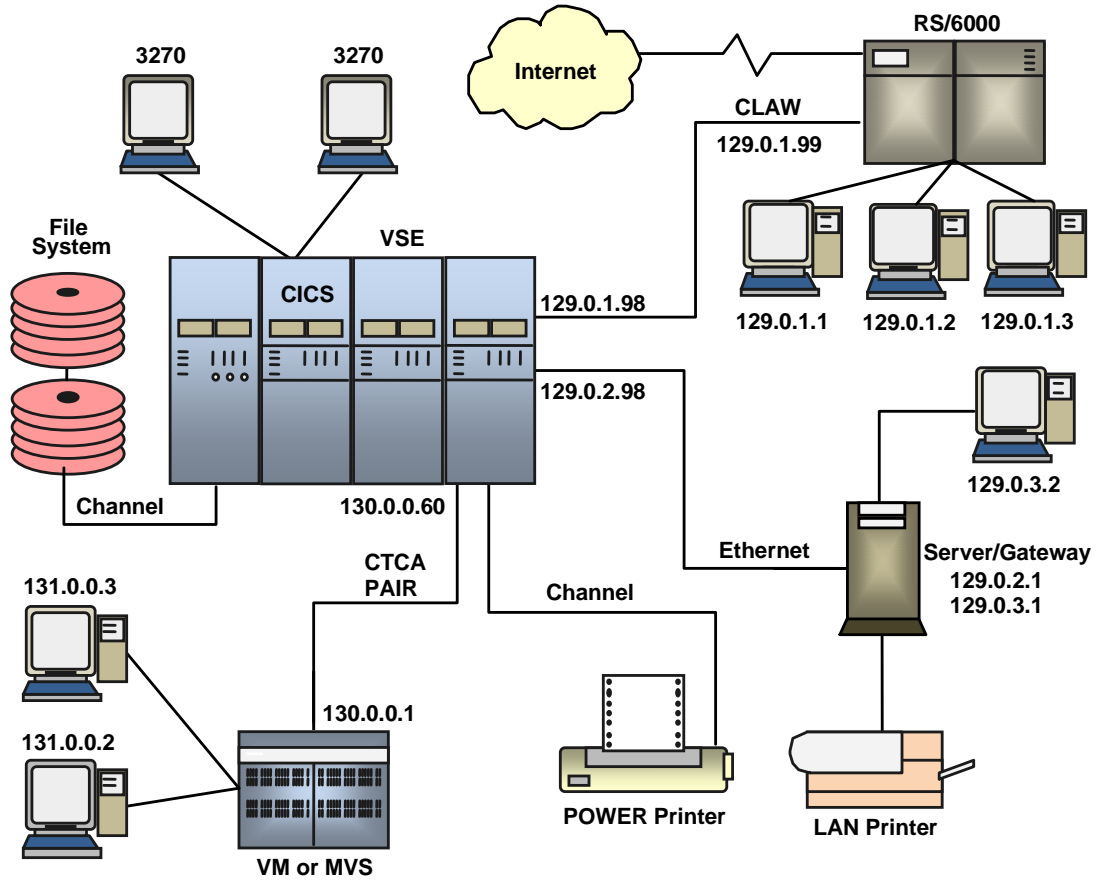 RS/6000
3270
3270
Internet
CLAW
129.0.1.99
File
System
VSE
CICS
129.0.1.98
129.0.1.1
129.0.1.2
129.0.1.3
129.0.2.98
129.0.3.2
Channel
130.0.0.60
Ethernet
Server/Gateway
129.0.2.1
129.0.3.1
CTCA
PAIR
Channel
131.0.0.3
130.0.0.1
131.0.0.2
POWER Printer
LAN Printer
VM or MVS